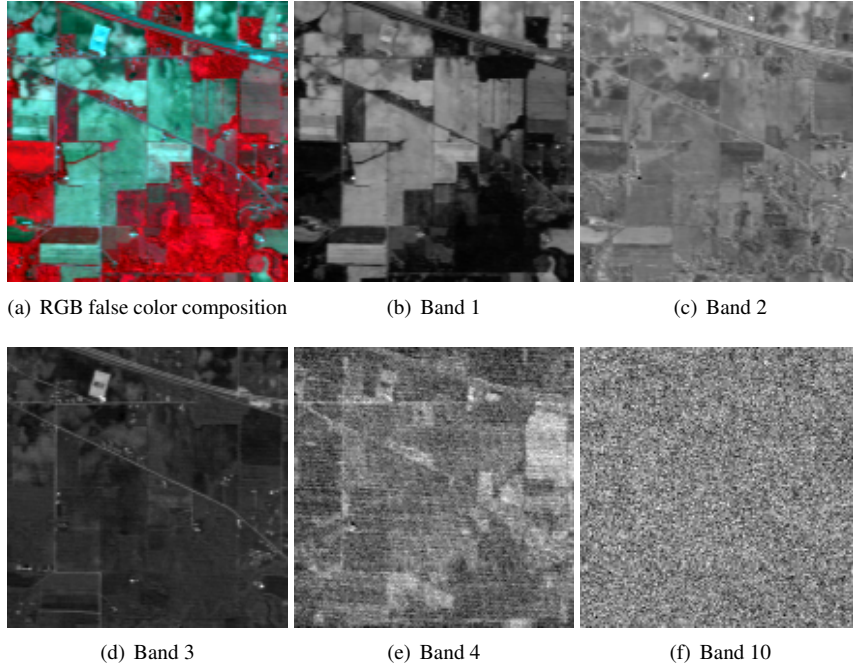 (a) RGB false color composition
(b) Band 1
(c) Band 2
(d) Band 3
(e) Band 4
(f) Band 10